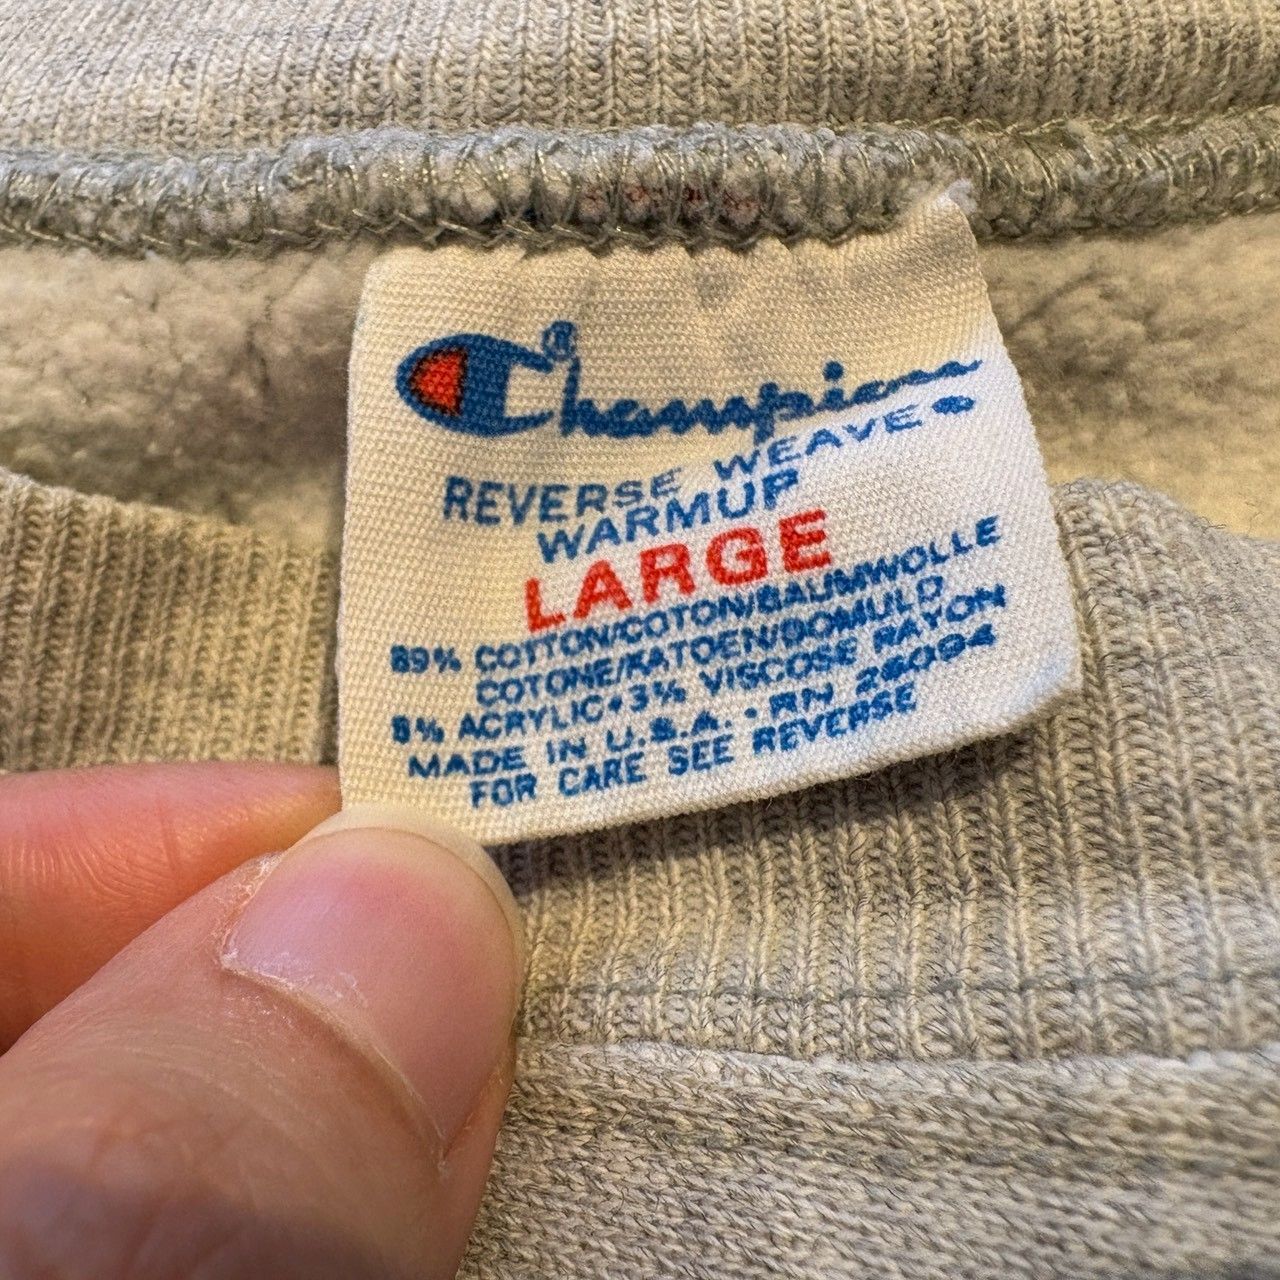 Champion®
REVERSE WEAVE®
WARMUP
LARGE
89% COTTON/COTON/BAUMWOLLE
COTONE/KATOEN/BOMULD
8% ACRYLIC•3% VISCOSE RAYON
MADE IN U.S.A. • RN 26094
FOR CARE SEE REVERSE